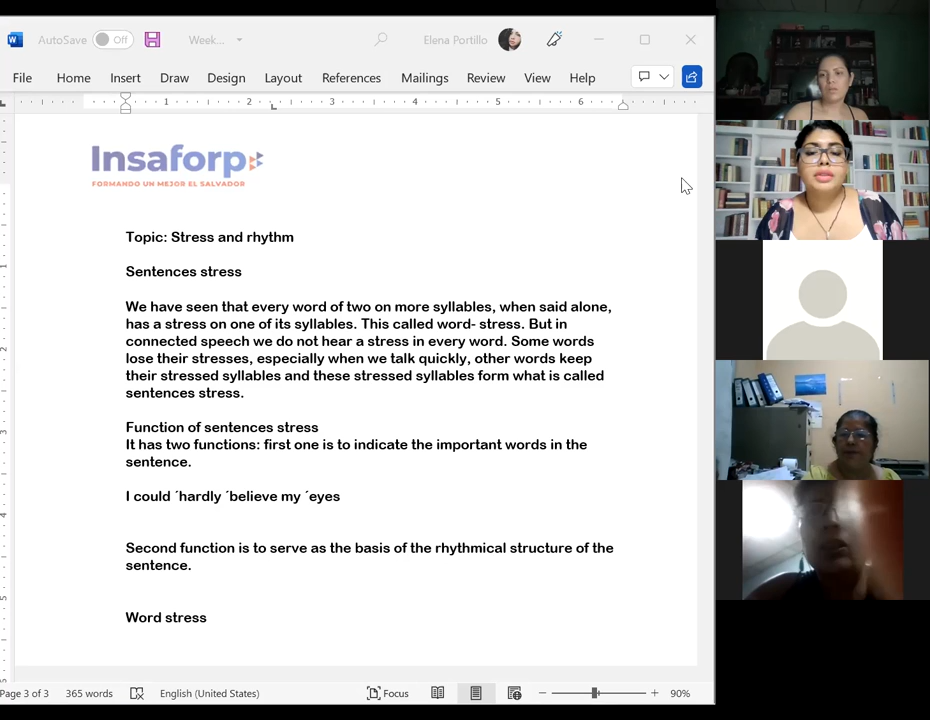 AutoSave Off Week... Elena Portillo
File Home Insert Draw Design Layout References Mailings Review View Help
1 2 3 4 5 6
Insaforp
FORMANDO UN MEJOR EL SALVADOR
Topic: Stress and rhythm
Sentences stress
We have seen that every word of two on more syllables, when said alone,
has a stress on one of its syllables. This called word- stress. But in
connected speech we do not hear a stress in every word. Some words
lose their stresses, especially when we talk quickly, other words keep
their stressed syllables and these stressed syllables form what is called
sentences stress.
Function of sentences stress
It has two functions: first one is to indicate the important words in the
sentence.
I could ´hardly ´believe my ´eyes
Second function is to serve as the basis of the rhythmical structure of the
sentence.
Word stress
Page 3 of 3 365 words English (United States) Focus 90%